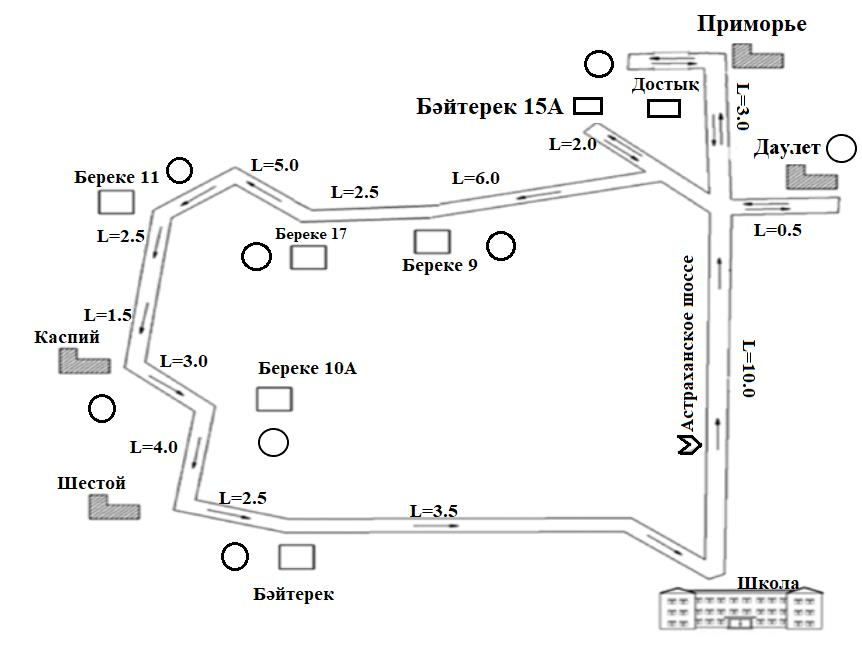 Приморье
Достык
Бәйтерек 15А
L=3.0
Даулет
L=2.0
L=5.0
Береке 11
L=2.5
L=6.0
L=0.5
L=2.5
Береке 17
Береке 9
Астраханское шоссе
L=1.5
Каспий
L=3.0
Береке 10А
L=10.0
L=4.0
Шестой
L=2.5
L=3.5
Школа
Бәйтерек